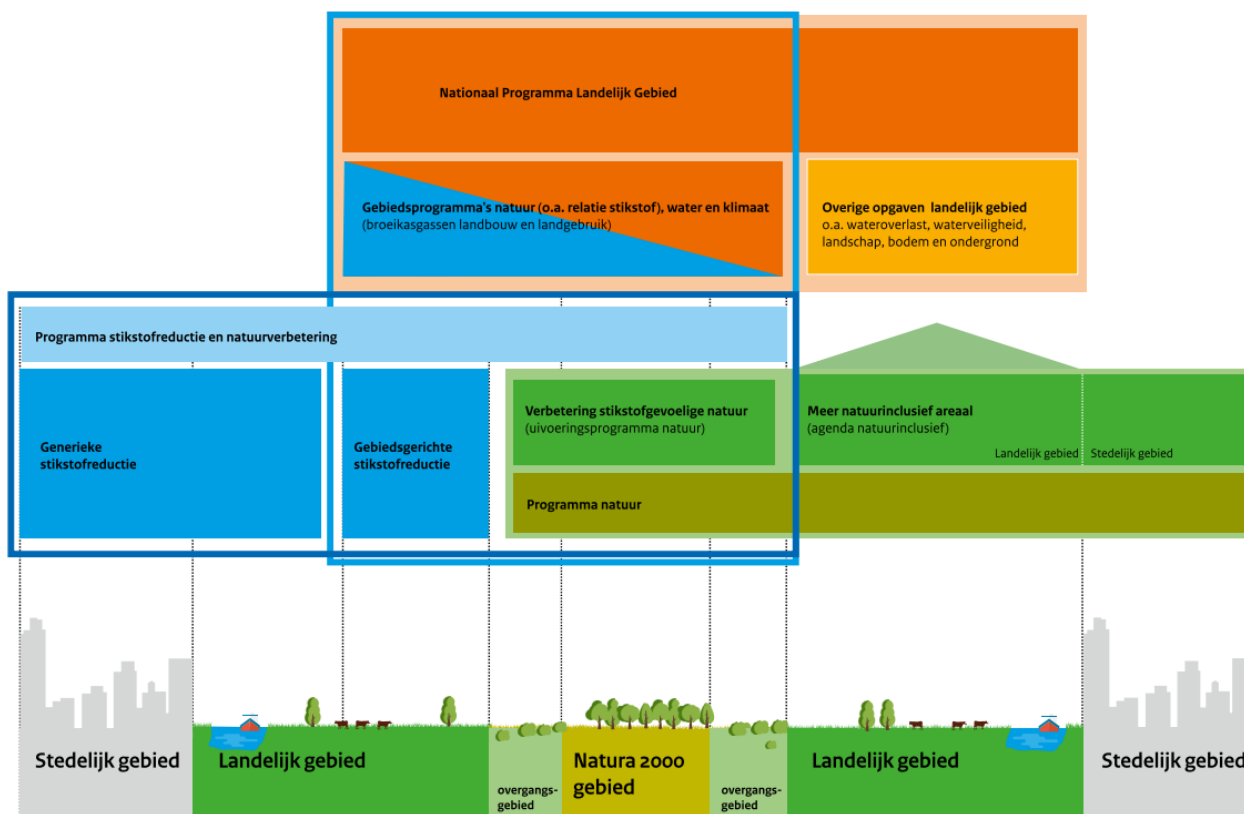 Nationaal Programma Landelijk Gebied
Gebiedsprogramma's natuur (o.a. relatie stikstof), water en klimaat
(broeikasgassen landbouw en landgebruik)
Overige opgaven landelijk gebied
o.a. wateroverlast, waterveiligheid,
landschap, bodem en ondergrond
Programma stikstofreductie en natuurverbetering
Generieke
stikstofreductie
Gebiedsgerichte
stikstofreductie
Verbetering stikstofgevoelige natuur
(uivoeringsprogramma natuur)
Meer natuurinclusief areaal
(agenda natuurinclusief)
Landelijk gebied
Stedelijk gebied
Programma natuur
Stedelijk gebied
Landelijk gebied
overgangs-
gebied
Natura 2000
gebied
overgangs-
gebied
Landelijk gebied
Stedelijk gebied